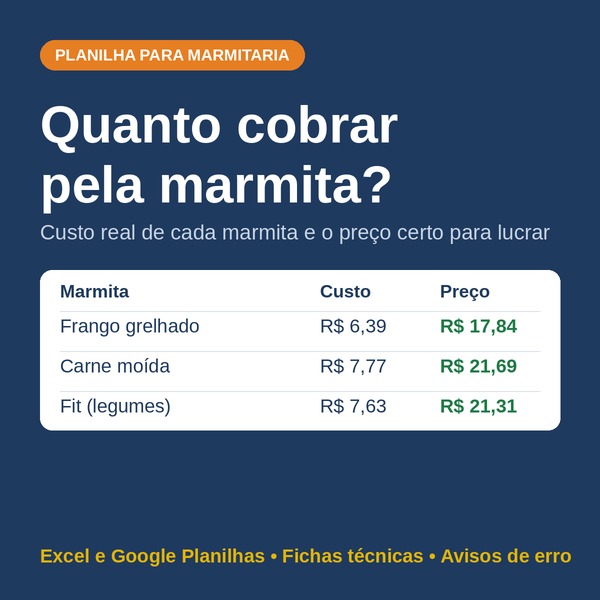 PLANILHA PARA MARMITARIA
Quanto cobrar
pela marmita?
Custo real de cada marmita e o preço certo para lucrar
Marmita Custo Preço
Frango grelhado R$ 6,39 R$ 17,84
Carne moída R$ 7,77 R$ 21,69
Fit (legumes) R$ 7,63 R$ 21,31
Excel e Google Planilhas • Fichas técnicas • Avisos de erro